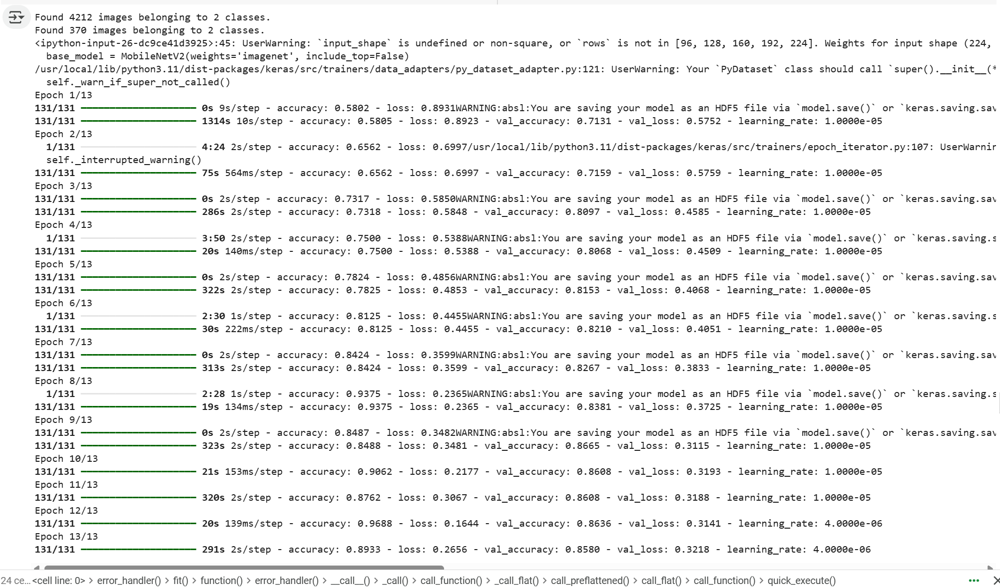 Found 4212 images belonging to 2 classes.
Found 370 images belonging to 2 classes.
<ipython-input-26-dc9ce41d3925>:45: UserWarning: `input_shape` is undefined or non-square, or `rows` is not in [96, 128, 160, 192, 224]. Weights for input shape (224,
  base_model = MobileNetV2(weights='imagenet', include_top=False)
/usr/local/lib/python3.11/dist-packages/keras/src/trainers/data_adapters/py_dataset_adapter.py:121: UserWarning: Your `PyDataset` class should call `super().__init__(*
  self._warn_if_super_not_called()
Epoch 1/13
131/131 0s 9s/step - accuracy: 0.5802 - loss: 0.8931WARNING:absl:You are saving your model as an HDF5 file via `model.save()` or `keras.saving.sav
131/131 1314s 10s/step - accuracy: 0.5805 - loss: 0.8923 - val_accuracy: 0.7131 - val_loss: 0.5752 - learning_rate: 1.0000e-05
Epoch 2/13
1/131 4:24 2s/step - accuracy: 0.6562 - loss: 0.6997/usr/local/lib/python3.11/dist-packages/keras/src/trainers/epoch_iterator.py:107: UserWarnin
  self._interrupted_warning()
131/131 75s 564ms/step - accuracy: 0.6562 - loss: 0.6997 - val_accuracy: 0.7159 - val_loss: 0.5759 - learning_rate: 1.0000e-05
Epoch 3/13
131/131 0s 2s/step - accuracy: 0.7317 - loss: 0.5850WARNING:absl:You are saving your model as an HDF5 file via `model.save()` or `keras.saving.sav
131/131 286s 2s/step - accuracy: 0.7318 - loss: 0.5848 - val_accuracy: 0.8097 - val_loss: 0.4585 - learning_rate: 1.0000e-05
Epoch 4/13
1/131 3:50 2s/step - accuracy: 0.7500 - loss: 0.5388WARNING:absl:You are saving your model as an HDF5 file via `model.save()` or `keras.saving.s
131/131 20s 140ms/step - accuracy: 0.7500 - loss: 0.5388 - val_accuracy: 0.8068 - val_loss: 0.4509 - learning_rate: 1.0000e-05
Epoch 5/13
131/131 0s 2s/step - accuracy: 0.7824 - loss: 0.4856WARNING:absl:You are saving your model as an HDF5 file via `model.save()` or `keras.saving.sav
131/131 322s 2s/step - accuracy: 0.7825 - loss: 0.4853 - val_accuracy: 0.8153 - val_loss: 0.4068 - learning_rate: 1.0000e-05
Epoch 6/13
1/131 2:30 1s/step - accuracy: 0.8125 - loss: 0.4455WARNING:absl:You are saving your model as an HDF5 file via `model.save()` or `keras.saving.s
131/131 30s 222ms/step - accuracy: 0.8125 - loss: 0.4455 - val_accuracy: 0.8210 - val_loss: 0.4051 - learning_rate: 1.0000e-05
Epoch 7/13
131/131 0s 2s/step - accuracy: 0.8424 - loss: 0.3599WARNING:absl:You are saving your model as an HDF5 file via `model.save()` or `keras.saving.sav
131/131 313s 2s/step - accuracy: 0.8424 - loss: 0.3599 - val_accuracy: 0.8267 - val_loss: 0.3833 - learning_rate: 1.0000e-05
Epoch 8/13
1/131 2:28 1s/step - accuracy: 0.9375 - loss: 0.2365WARNING:absl:You are saving your model as an HDF5 file via `model.save()` or `keras.saving.s
131/131 19s 134ms/step - accuracy: 0.9375 - loss: 0.2365 - val_accuracy: 0.8381 - val_loss: 0.3725 - learning_rate: 1.0000e-05
Epoch 9/13
131/131 0s 2s/step - accuracy: 0.8487 - loss: 0.3482WARNING:absl:You are saving your model as an HDF5 file via `model.save()` or `keras.saving.sav
131/131 323s 2s/step - accuracy: 0.8488 - loss: 0.3481 - val_accuracy: 0.8665 - val_loss: 0.3115 - learning_rate: 1.0000e-05
Epoch 10/13
131/131 21s 153ms/step - accuracy: 0.9062 - loss: 0.2177 - val_accuracy: 0.8608 - val_loss: 0.3193 - learning_rate: 1.0000e-05
Epoch 11/13
131/131 320s 2s/step - accuracy: 0.8762 - loss: 0.3067 - val_accuracy: 0.8608 - val_loss: 0.3188 - learning_rate: 1.0000e-05
Epoch 12/13
131/131 20s 139ms/step - accuracy: 0.9688 - loss: 0.1644 - val_accuracy: 0.8636 - val_loss: 0.3141 - learning_rate: 4.0000e-06
Epoch 13/13
131/131 291s 2s/step - accuracy: 0.8933 - loss: 0.2656 - val_accuracy: 0.8580 - val_loss: 0.3218 - learning_rate: 4.0000e-06
24 ce... <cell line: 0> > error_handler() > fit() > function() > error_handler() > __call__() > _call() > call_function() > _call_flat() > call_preflattened() > call_flat() > call_function() > quick_execute()